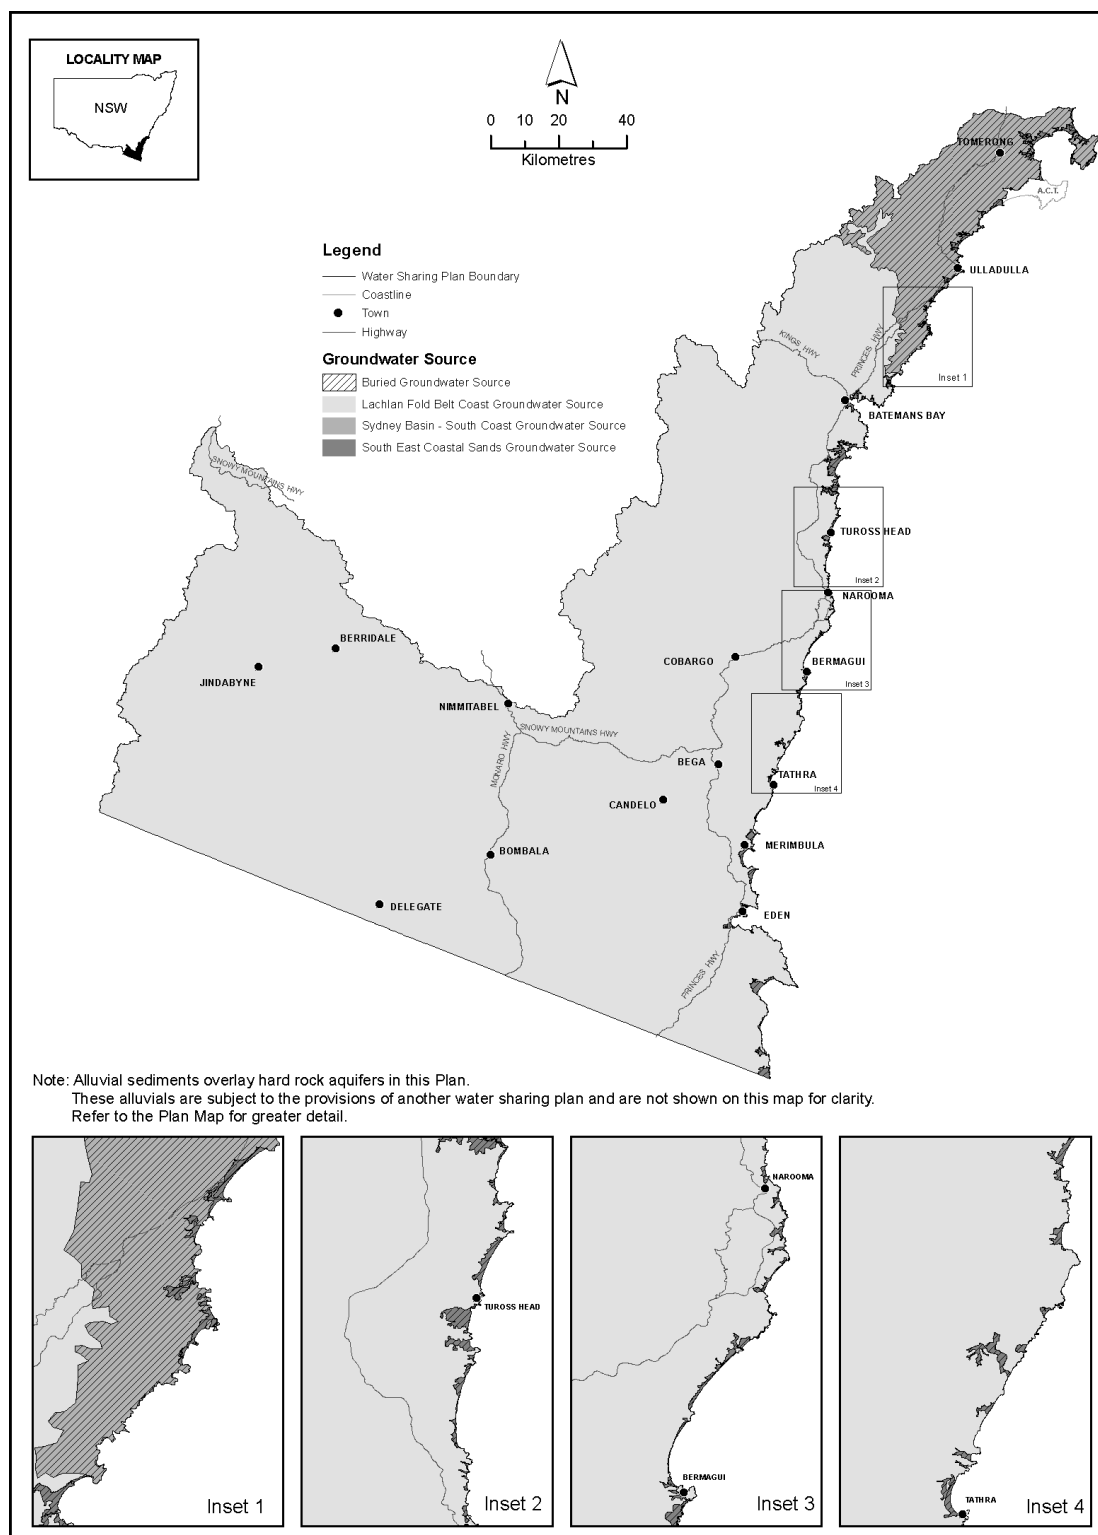 LOCALITY MAP
NSW
N
0 10 20 40
Kilometres
TOMERONG
A.C.T.
Legend
Water Sharing Plan Boundary
Coastline
Town
Highway
Groundwater Source
Buried Groundwater Source
Lachlan Fold Belt Coast Groundwater Source
Sydney Basin - South Coast Groundwater Source
South East Coastal Sands Groundwater Source
ULLADULLA
KINGS HWY
PRINCES HWY
Inset 1
BATEMANS BAY
SNOWY MOUNTAINS HWY
TUROSS HEAD
Inset 2
NAROOMA
BERRIDALE
COBARGO
BERMAGUI
JINDABYNE
Inset 3
NIMMITABEL
SNOWY MOUNTAINS HWY
MONARO HWY
BEGA
TATHRA
Inset 4
CANDELO
MERIMBULA
BOMBALA
DELEGATE
EDEN
PRINCES HWY
Note: Alluvial sediments overlay hard rock aquifers in this Plan.
These alluvials are subject to the provisions of another water sharing plan and are not shown on this map for clarity.
Refer to the Plan Map for greater detail.
Inset 1
TUROSS HEAD
Inset 2
NAROOMA
BERMAGUI
Inset 3
TATHRA
Inset 4